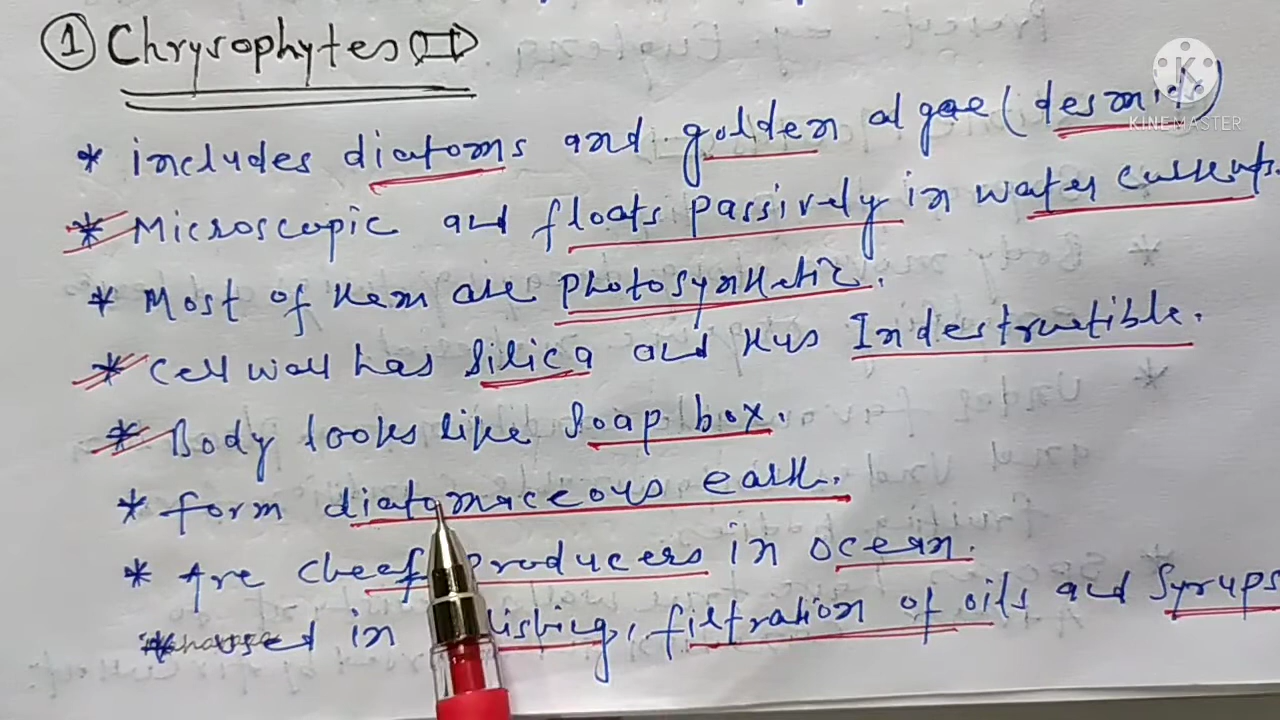 ① Chrysophytes
* includes diatoms and golden algae (desmids)
* Microscopic and floats passively in water currents.
* Most of them are photosynthetic.
* Cell wall has Silica and thus Indestructible.
* Body looks like Soap box.
* form diatomaceous earth.
* Are cheef producers in ocean.
* used in filtration of oils and Syrups
KINEMASTER